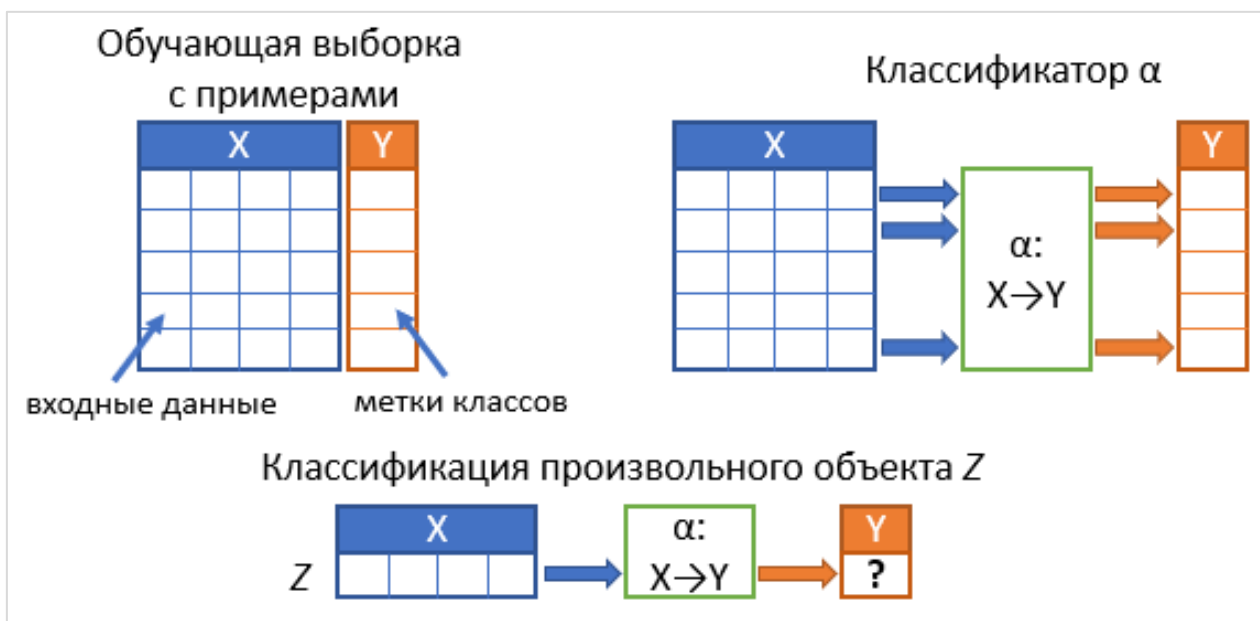 Обучающая выборка
с примерами
X
Y
входные данные
метки классов
Классификатор α
X
Y
α:
X→Y
Классификация произвольного объекта Z
X
α:
X→Y
Y
Z
?